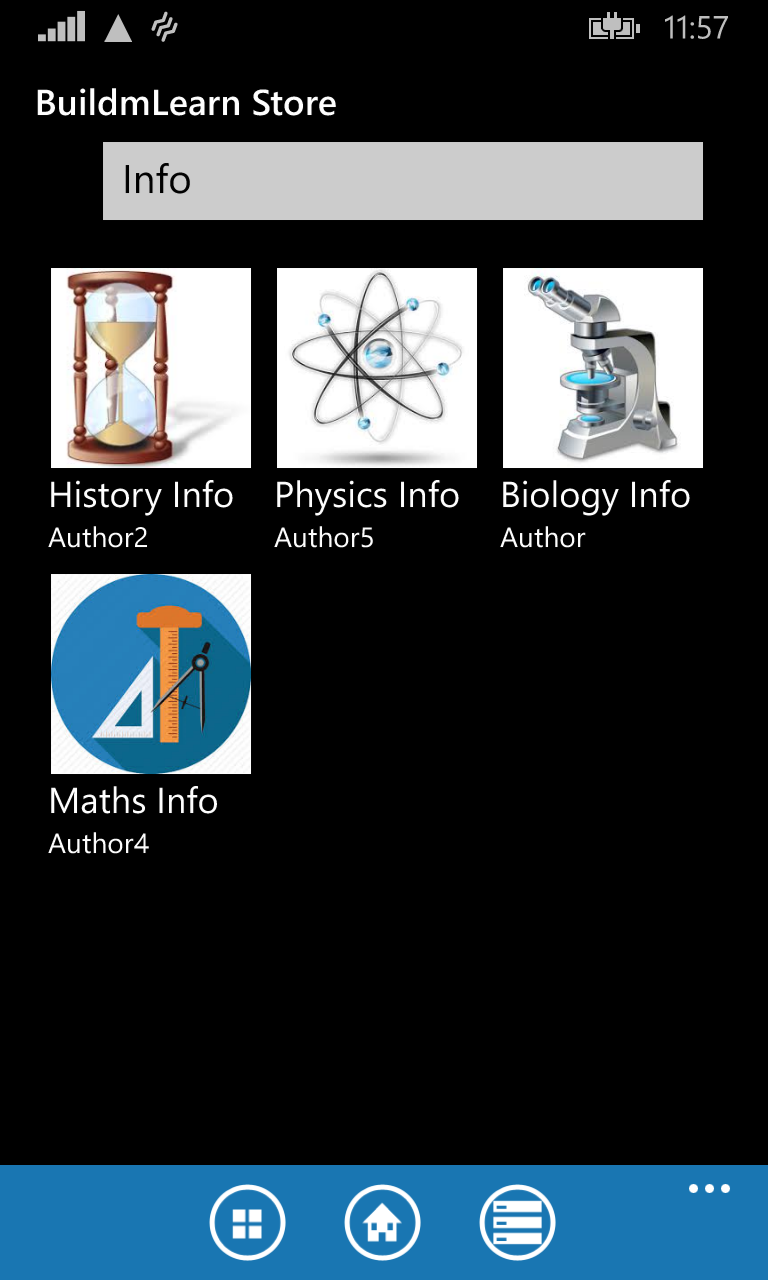 11:57
BuildmLearn Store
Info
History Info
Author2
Physics Info
Author5
Biology Info
Author
Maths Info
Author4